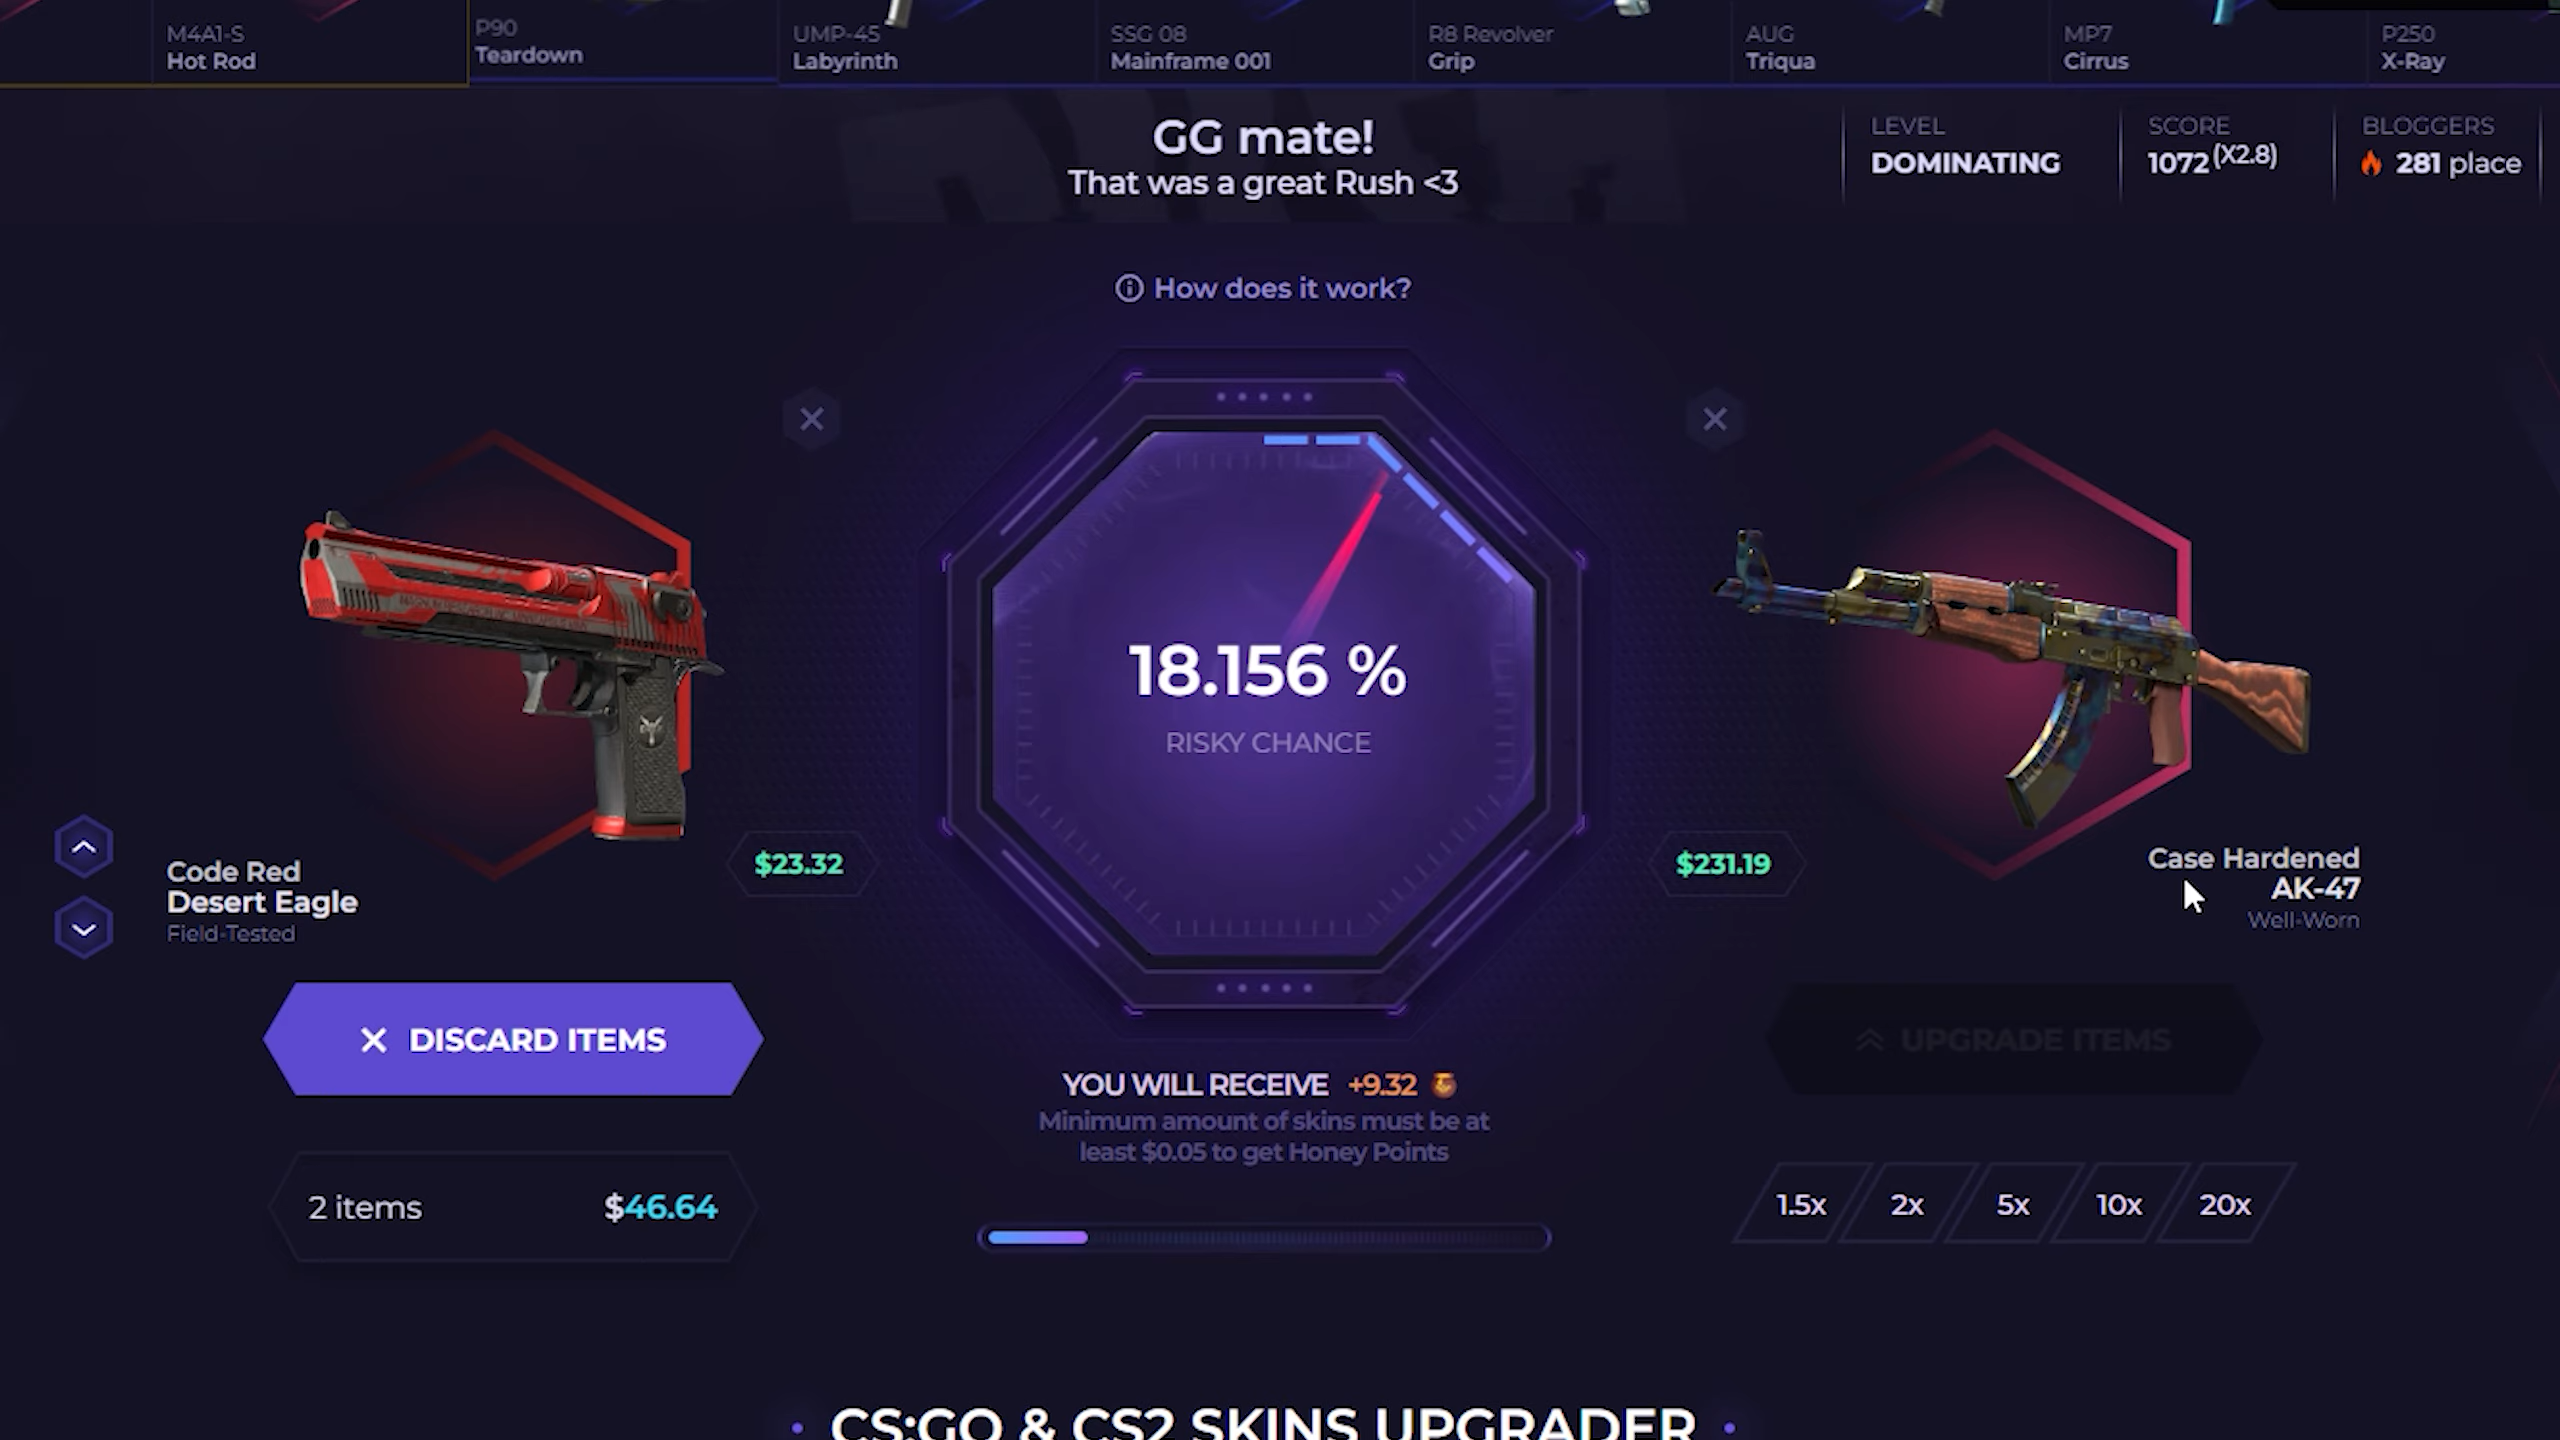 M4A1-S
Hot Rod
P90
Teardown
UMP-45
Labyrinth
SSG 08
Mainframe 001
R8 Revolver
Grip
AUG
Triqua
MP7
Cirrus
P250
X-Ray
GG mate!
That was a great Rush <3
LEVEL
DOMINATING
SCORE
1072 (X2.8)
BLOGGERS
281 place
How does it work?
18.156 %
RISKY CHANCE
$23.32
$231.19
Code Red
Desert Eagle
Field-Tested
Case Hardened
AK-47
Well-Worn
DISCARD ITEMS
UPGRADE ITEMS
YOU WILL RECEIVE +9.32
Minimum amount of skins must be at
least $0.05 to get Honey Points
2 items $46.64
1.5x 2x 5x 10x 20x
CS:GO & CS2 SKINS UPGRADER